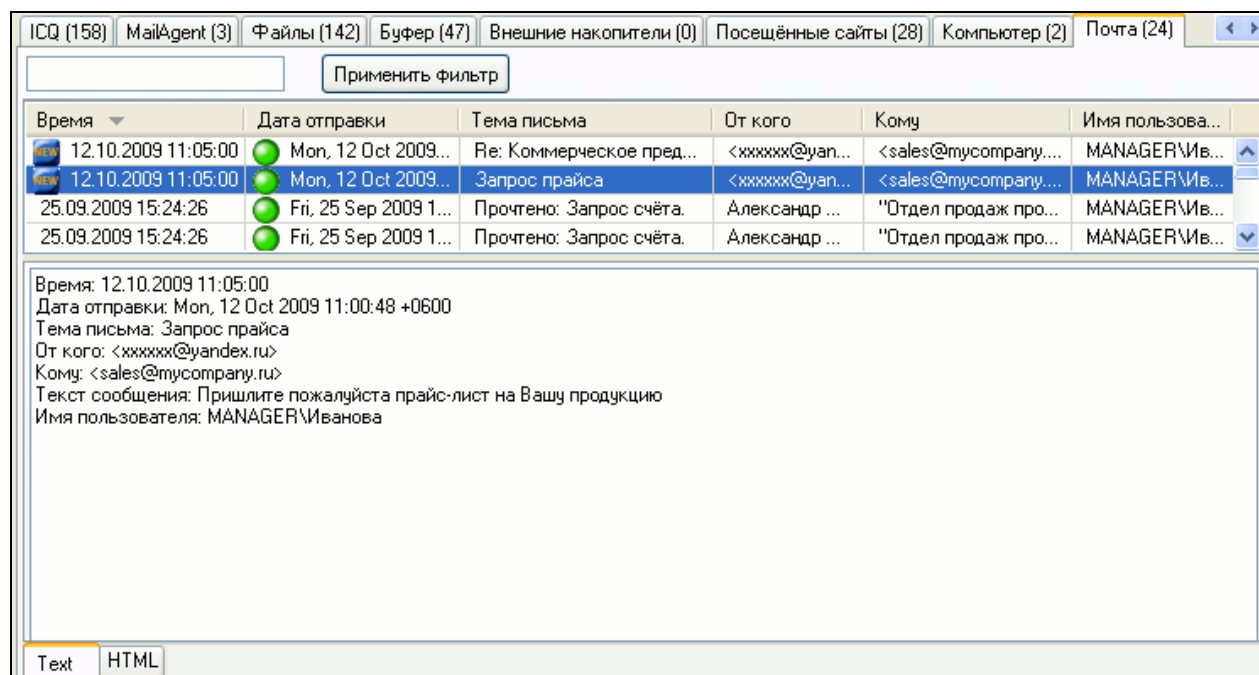 ICQ (158) MailAgent (3) Файлы (142) Буфер (47) Внешние накопители (0) Посещённые сайты (28) Компьютер (2) Почта (24)
Применить фильтр
Время Дата отправки Тема письма От кого Кому Имя пользова...
NEW 12.10.2009 11:05:00 Mon, 12 Oct 2009... Re: Коммерческое пред... <xxxxxx@yan... <sales@mycompany.... MANAGER\Ив...
NEW 12.10.2009 11:05:00 Mon, 12 Oct 2009... Запрос прайса <xxxxxx@yan... <sales@mycompany.... MANAGER\Ив...
25.09.2009 15:24:26 Fri, 25 Sep 2009 1... Прочтено: Запрос счёта. Александр ... "Отдел продаж про... MANAGER\Ив...
25.09.2009 15:24:26 Fri, 25 Sep 2009 1... Прочтено: Запрос счёта. Александр ... "Отдел продаж про... MANAGER\Ив...
Время: 12.10.2009 11:05:00
Дата отправки: Mon, 12 Oct 2009 11:00:48 +0600
Тема письма: Запрос прайса
От кого: <xxxxxx@yandex.ru>
Кому: <sales@mycompany.ru>
Текст сообщения: Пришлите пожалуйста прайс-лист на Вашу продукцию
Имя пользователя: MANAGER\Иванова
Text HTML